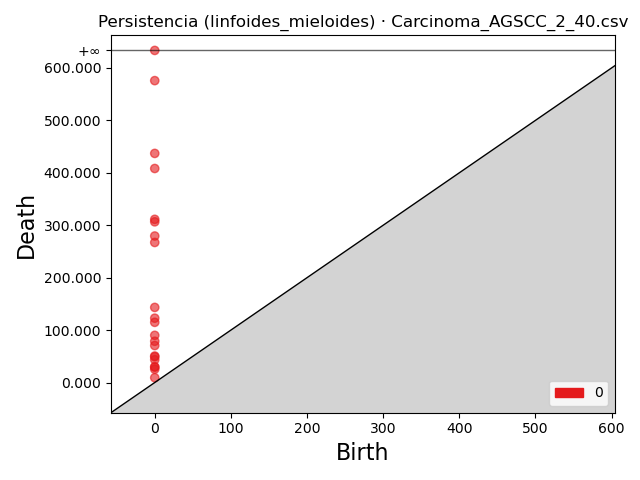 Persistencia (linfoides_mieloides) · Carcinoma_AGSCC_2_40.csv
+∞
600.000
500.000
400.000
300.000
200.000
100.000
0.000
Death
0
0 100 200 300 400 500 600
Birth